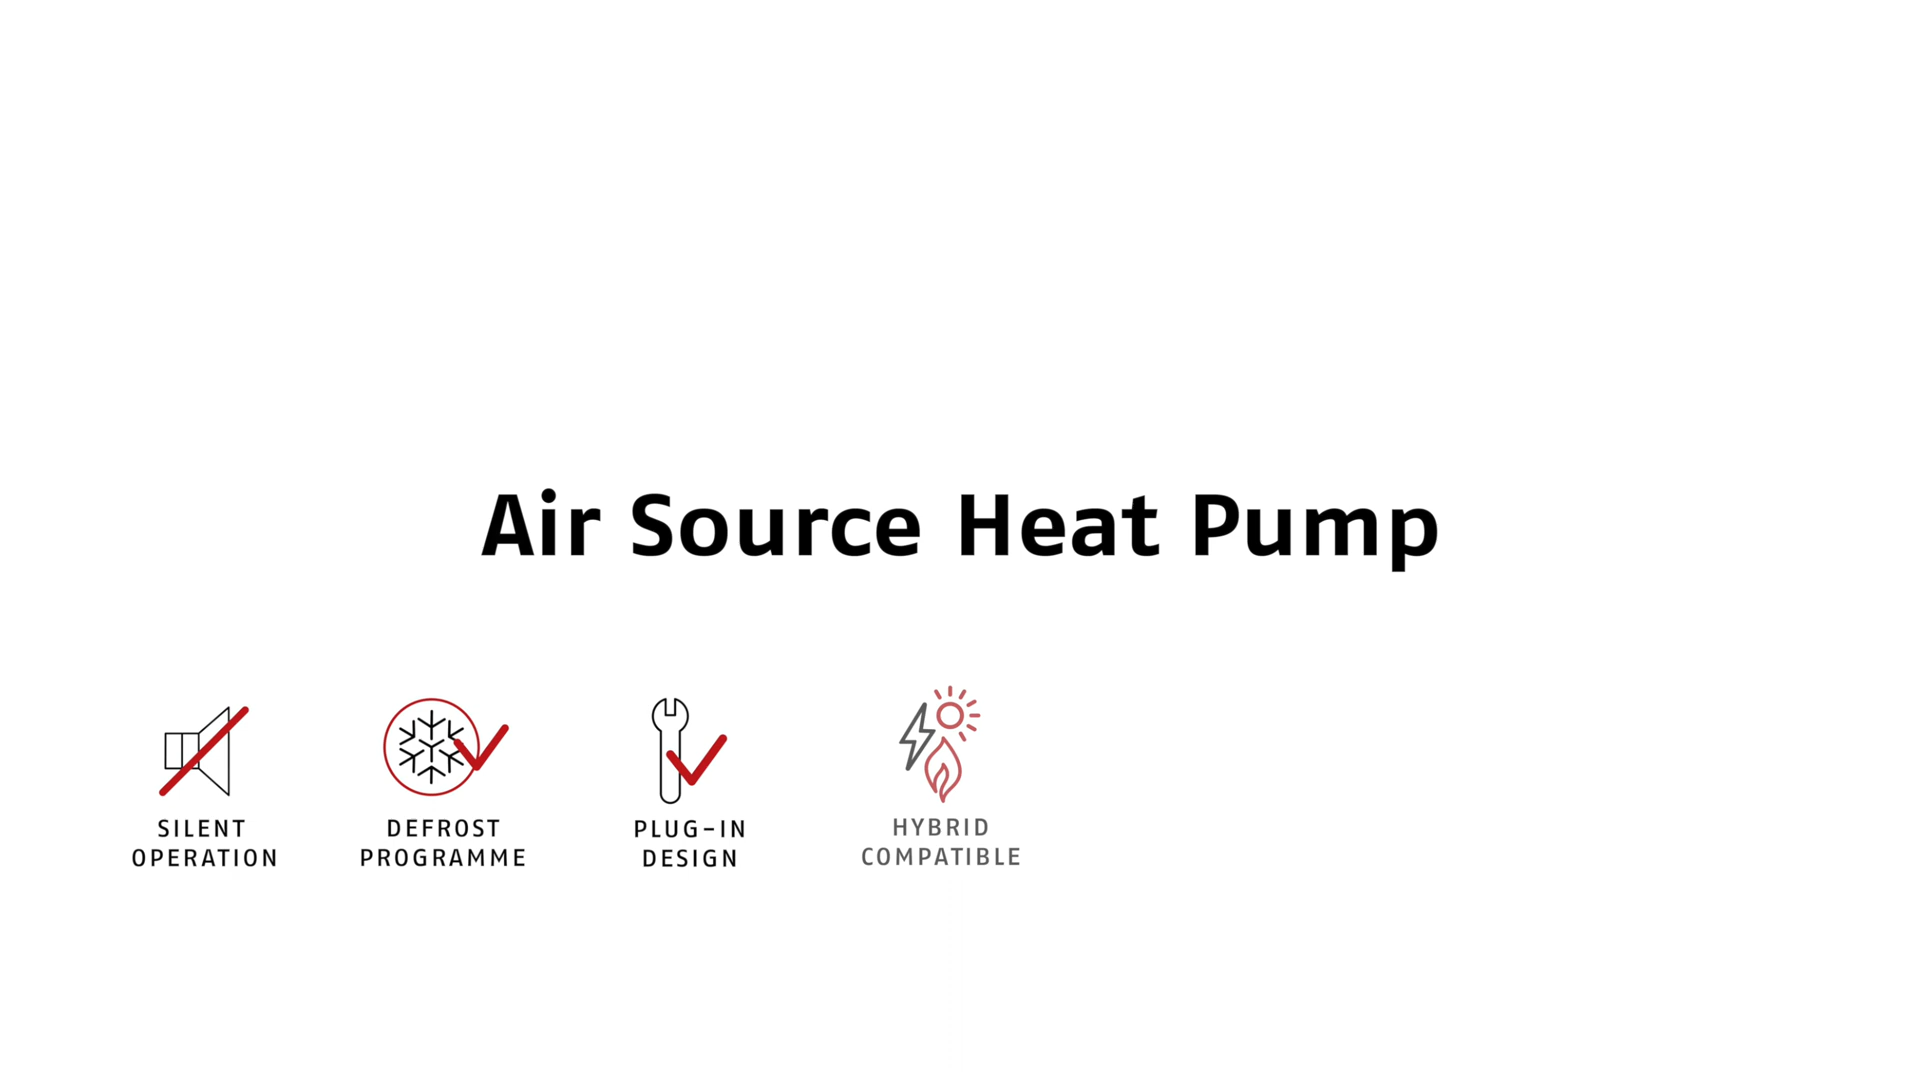 Air Source Heat Pump
SILENT
OPERATION
DEFROST
PROGRAMME
PLUG-IN
DESIGN
HYBRID
COMPATIBLE